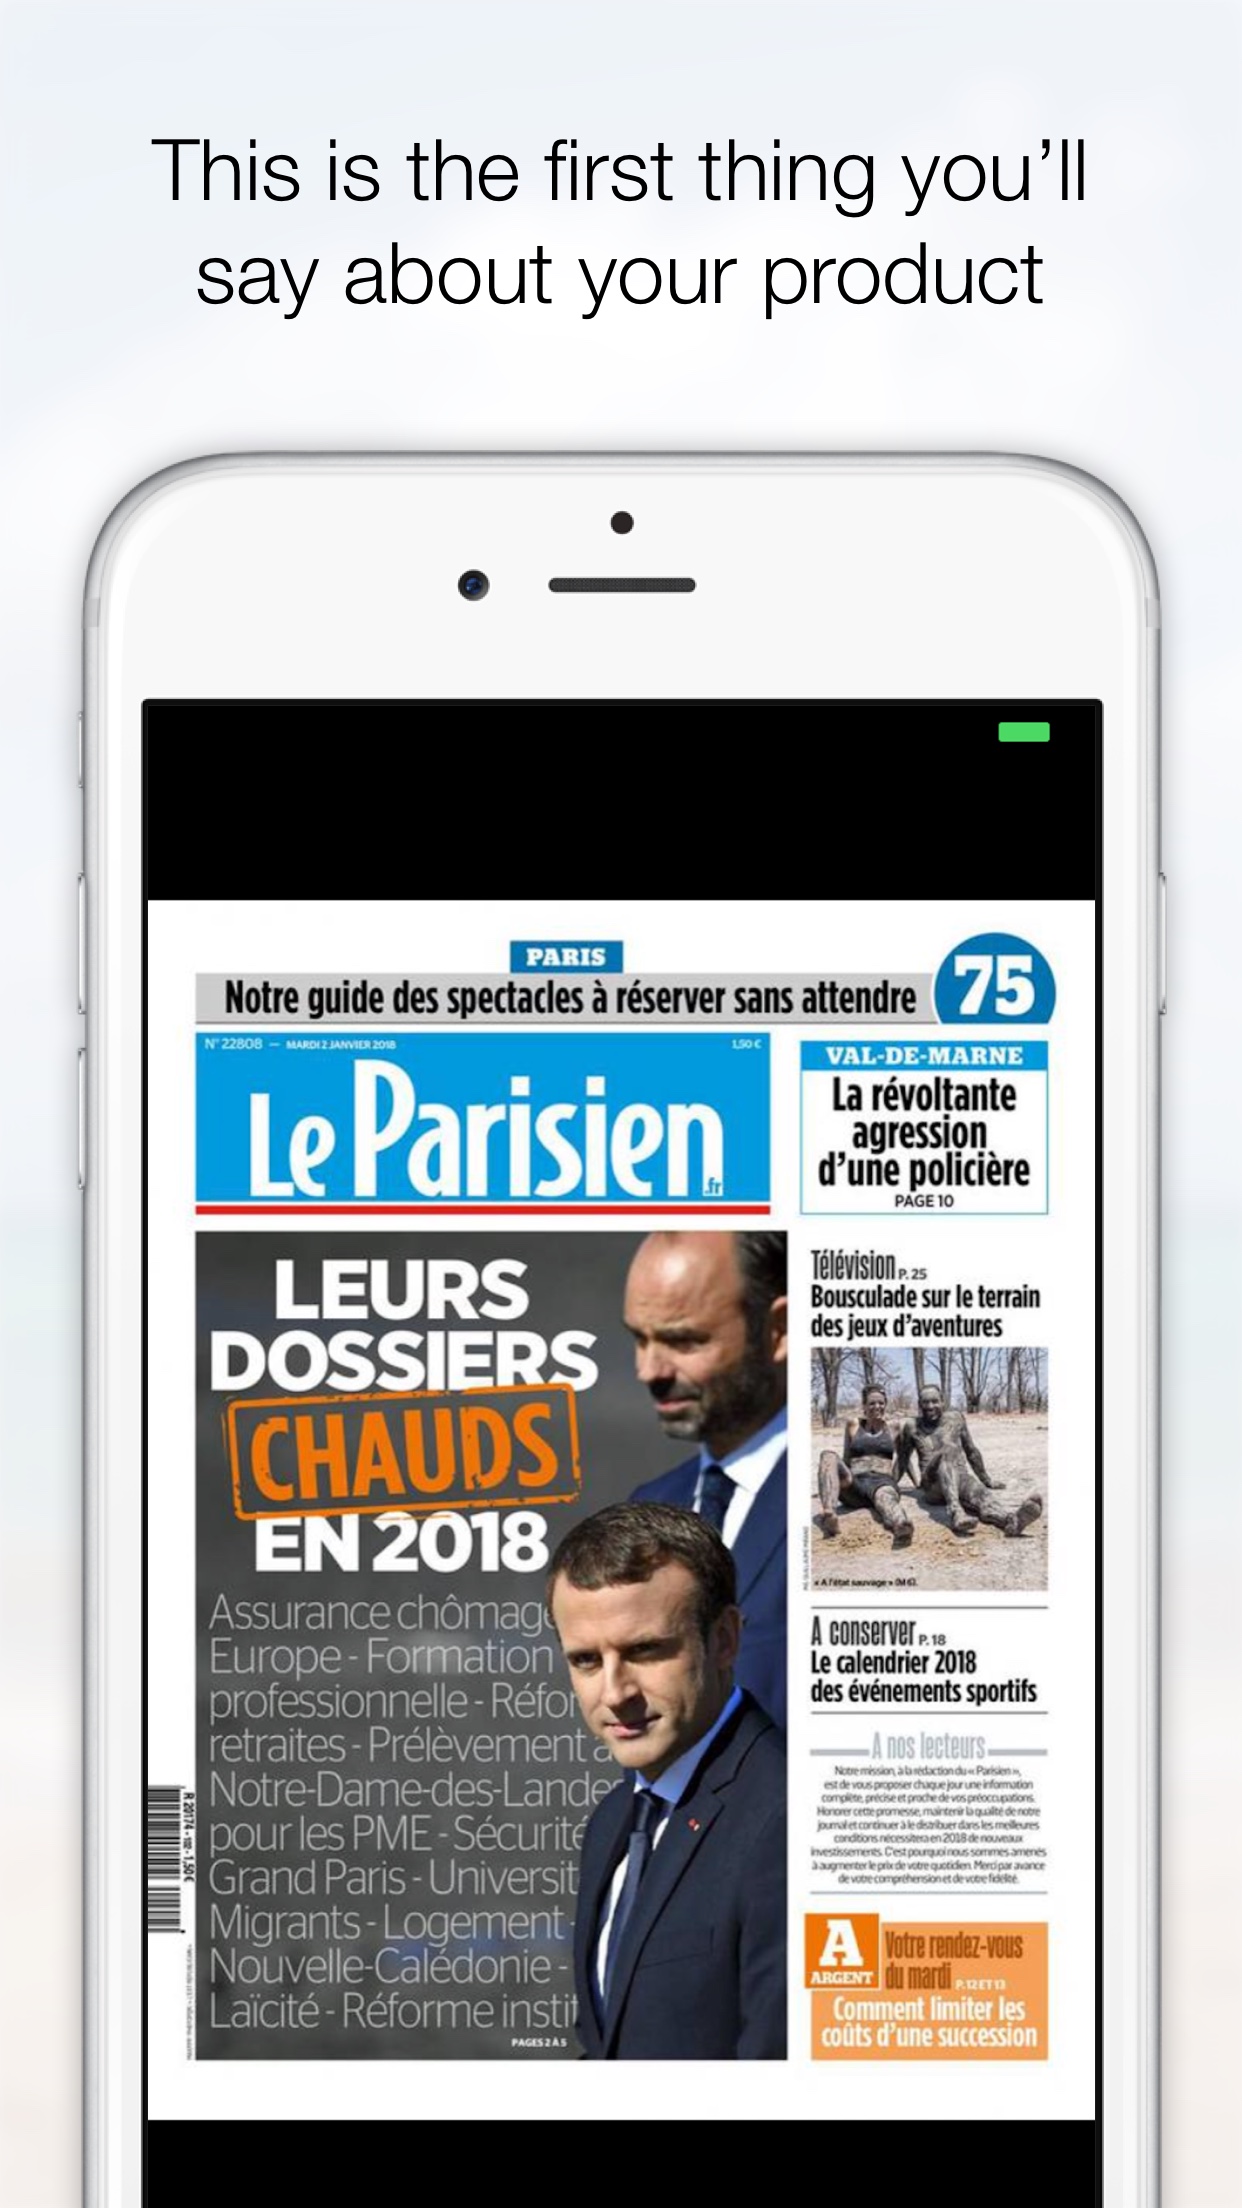 This is the first thing you’ll
say about your product
PARIS
Notre guide des spectacles à réserver sans attendre
75
N° 22808 — MARDI 2 JANVIER 2018
1,50 €
Le Parisien
.fr
VAL-DE-MARNE
La révoltante
agression
d’une policière
PAGE 10
LEURS
DOSSIERS
CHAUDS
EN 2018
Assurance chômage
Europe - Formation
professionnelle - Réfor
retraites - Prélèvement à
Notre-Dame-des-Landes
pour les PME - Sécurité
Grand Paris - Universit
Migrants - Logement -
Nouvelle-Calédonie -
Laïcité - Réforme instit
PAGES 2 À 5
Télévision P. 25
Bousculade sur le terrain
des jeux d’aventures
« A l’état sauvage » (M 6).
A conserver P. 18
Le calendrier 2018
des événements sportifs
A nos lecteurs
Notre mission, à la rédaction du « Parisien »,
est de vous proposer chaque jour une information
complète, précise et proche de vos préoccupations.
Honorer cette promesse, maintenir la qualité de notre
journal et continuer à le distribuer dans les meilleures
conditions nécessitera en 2018 de nouveaux
investissements. C’est pourquoi nous sommes amenés
à augmenter le prix de votre quotidien. Merci par avance
de votre compréhension et de votre fidélité.
A
ARGENT
Votre rendez-vous
du mardi P. 12 ET 13
Comment limiter les
coûts d’une succession
R 20174 - 102 - 1,50 €